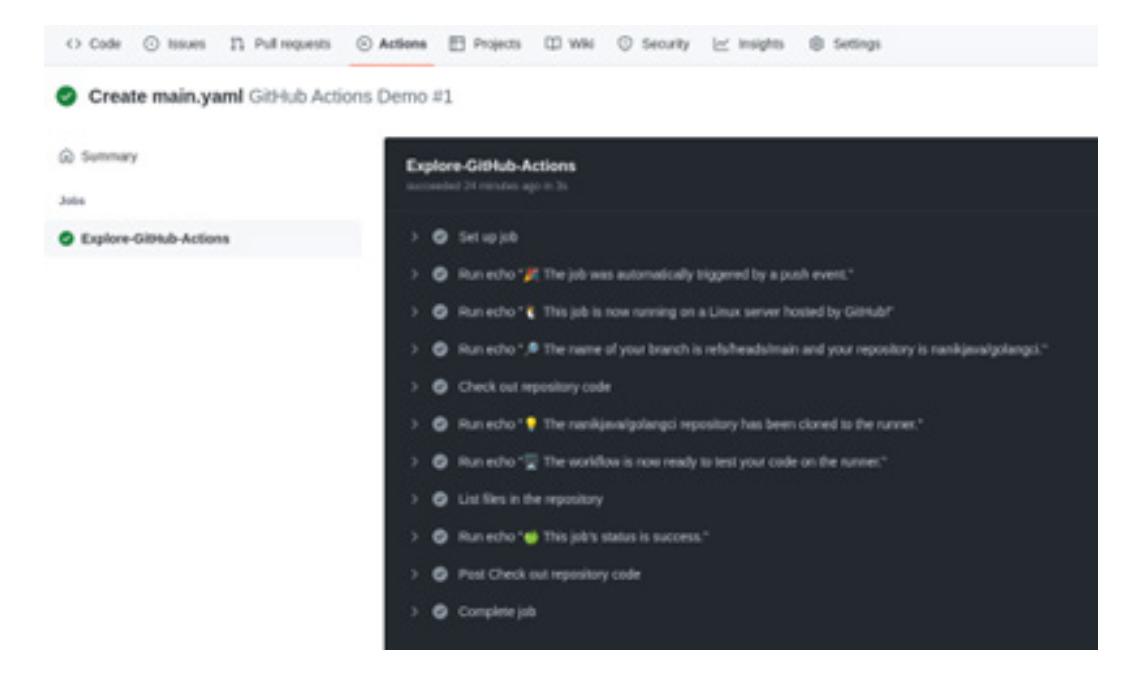 <> Code Issues Pull requests Actions Projects Wiki Security Insights Settings
Create main.yaml GitHub Actions Demo #1
Summary
Jobs
Explore-GitHub-Actions
Explore-GitHub-Actions
succeeded 24 minutes ago in 3s
> Set up job
> Run echo "🎉 The job was automatically triggered by a push event."
> Run echo "🐧 This job is now running on a Linux server hosted by GitHub!"
> Run echo "🔎 The name of your branch is refs/heads/main and your repository is nanikjava/golangci."
> Check out repository code
> Run echo "💡 The nanikjava/golangci repository has been cloned to the runner."
> Run echo "🖥️ The workflow is now ready to test your code on the runner."
> List files in the repository
> Run echo "🍏 This job's status is success."
> Post Check out repository code
> Complete job